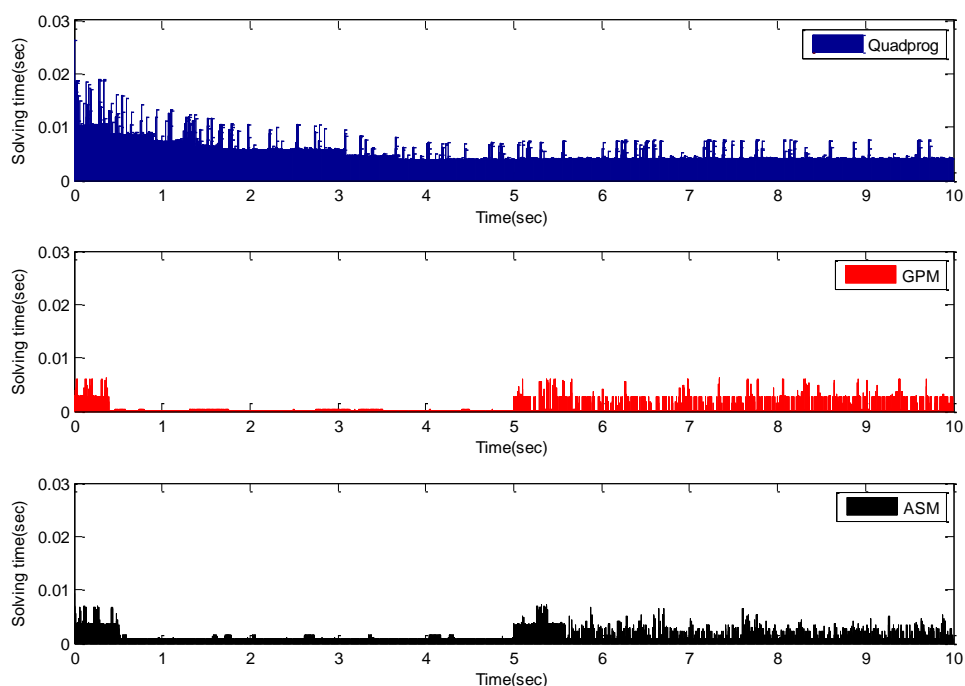 0.03
0.02
0.01
0
Solving time(sec)
Quadprog
0 1 2 3 4 5 6 7 8 9 10
Time(sec)
0.03
0.02
0.01
0
Solving time(sec)
GPM
0 1 2 3 4 5 6 7 8 9 10
Time(sec)
0.03
0.02
0.01
0
Solving time(sec)
ASM
0 1 2 3 4 5 6 7 8 9 10
Time(sec)